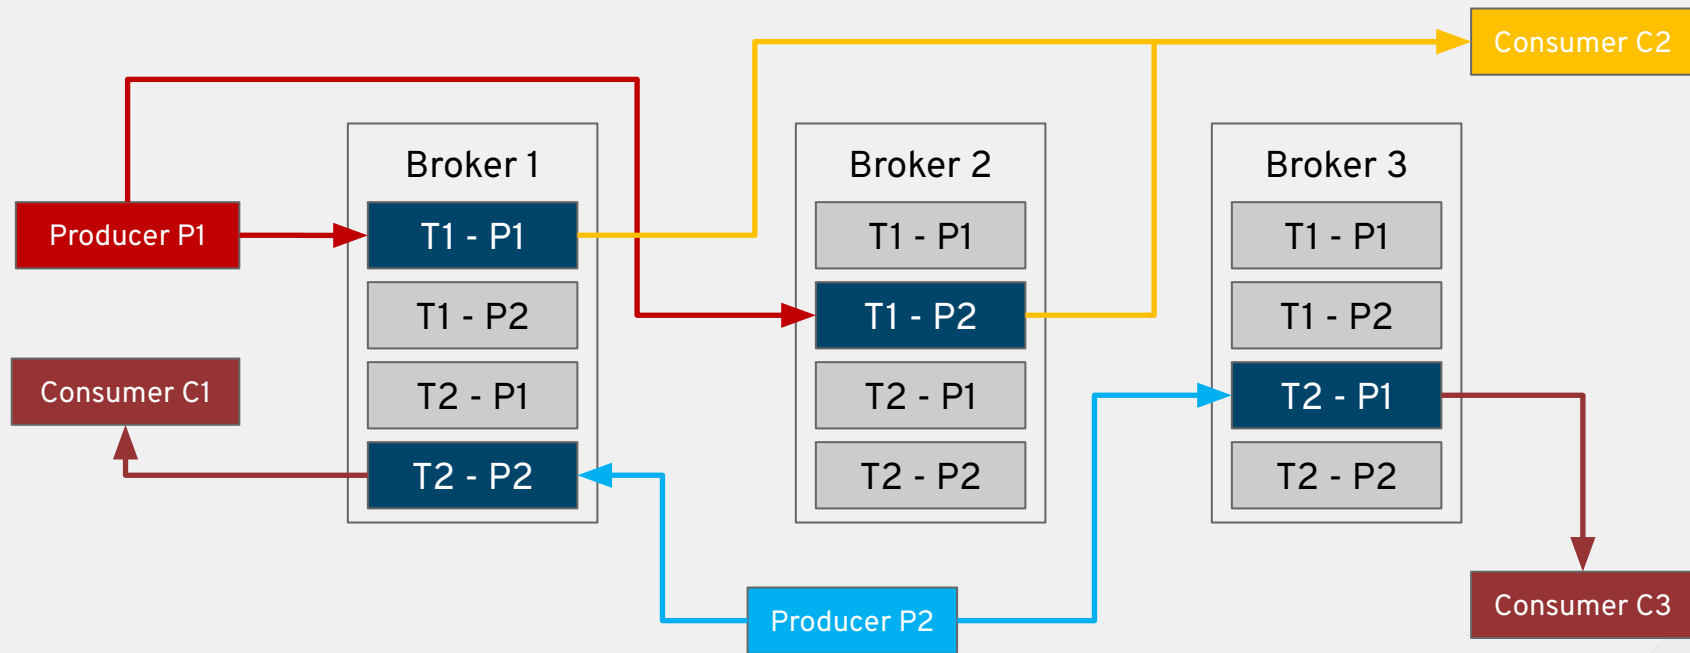 Consumer C2
Broker 1
Broker 2
Broker 3
Producer P1
T1 - P1
T1 - P1
T1 - P1
T1 - P2
T1 - P2
T1 - P2
Consumer C1
T2 - P1
T2 - P1
T2 - P1
T2 - P2
T2 - P2
T2 - P2
Producer P2
Consumer C3